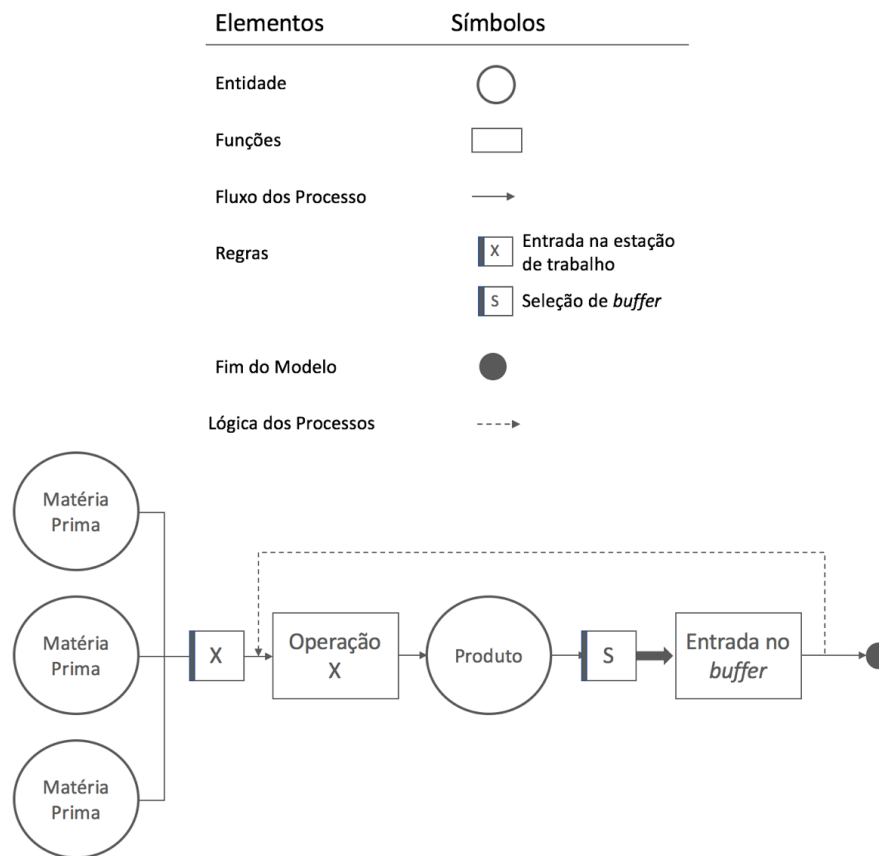 Elementos Símbolos
Entidade
Funções
Fluxo dos Processo
Regras
X
Entrada na estação
de trabalho
S
Seleção de buffer
Fim do Modelo
Lógica dos Processos
Matéria
Prima
Matéria
Prima
X
Operação
X
Produto
S
Entrada no
buffer
Matéria
Prima